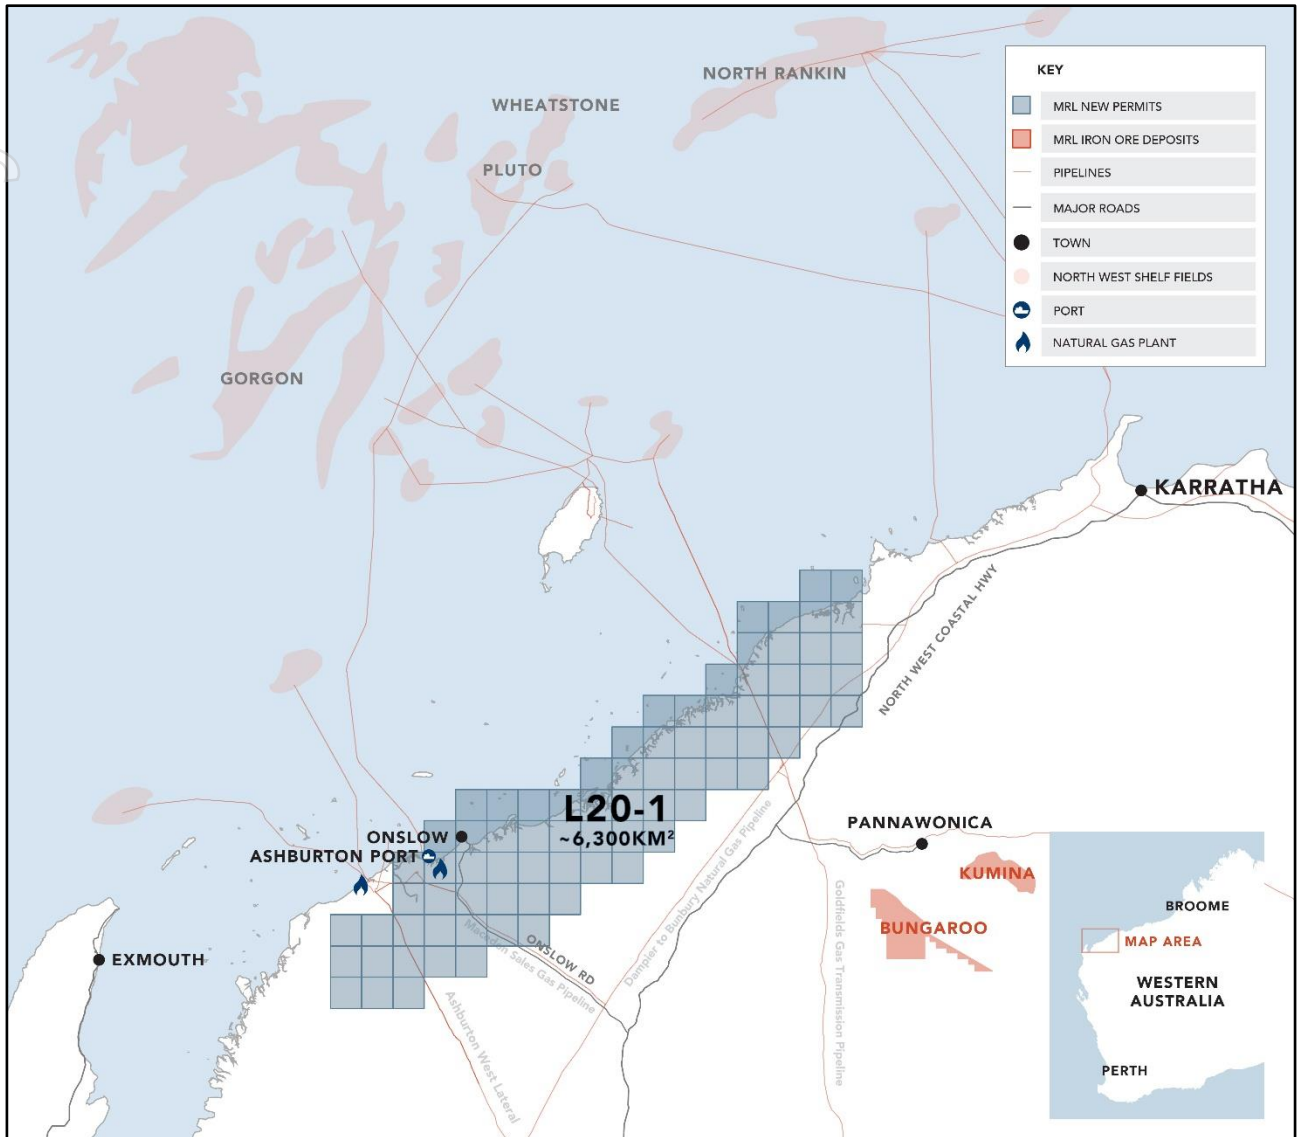 NORTH RANKIN
WHEATSTONE
PLUTO
GORGON
KEY
MRL NEW PERMITS
MRL IRON ORE DEPOSITS
PIPELINES
MAJOR ROADS
TOWN
NORTH WEST SHELF FIELDS
PORT
NATURAL GAS PLANT
KARRATHA
NORTH WEST COASTAL HWY
L20-1
~6,300KM²
ONSLOW
ASHBURTON PORT
EXMOUTH
ONSLOW RD
Macedon Sales Gas Pipeline
Ashburton West Lateral
Dampier to Bunbury Natural Gas Pipeline
Goldfields Gas Transmission Pipeline
PANNAWONICA
KUMINA
BUNGAROO
BROOME
MAP AREA
WESTERN
AUSTRALIA
PERTH